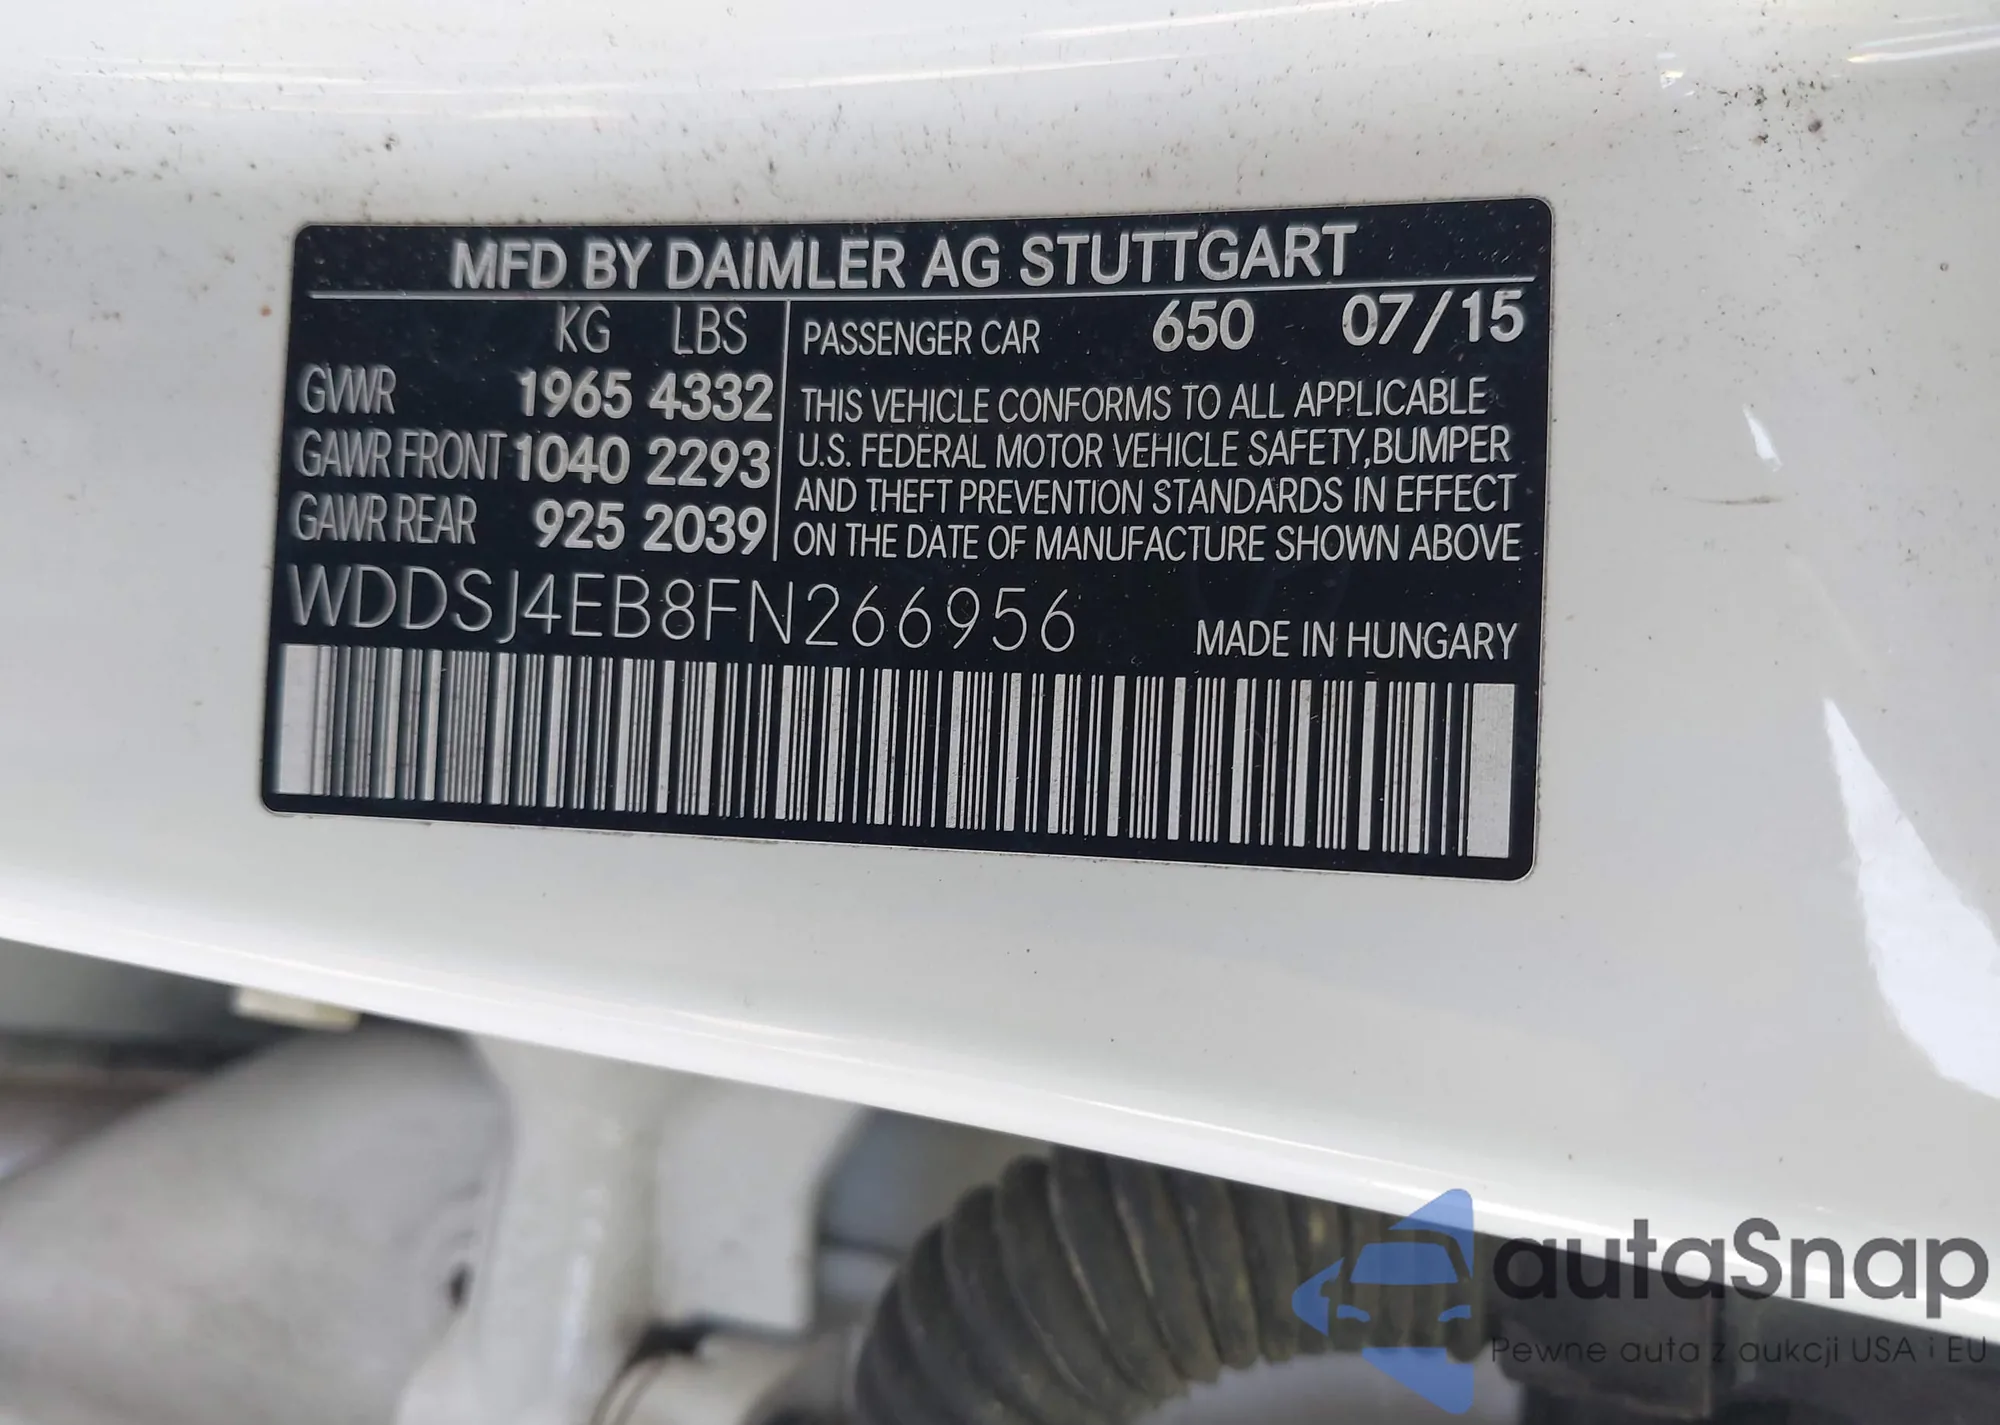 MFD BY DAIMLER AG STUTTGART
KG LBS
GVWR 1965 4332
GAWR FRONT 1040 2293
GAWR REAR 925 2039
PASSENGER CAR 650 07/15
THIS VEHICLE CONFORMS TO ALL APPLICABLE
U.S. FEDERAL MOTOR VEHICLE SAFETY,BUMPER
AND THEFT PREVENTION STANDARDS IN EFFECT
ON THE DATE OF MANUFACTURE SHOWN ABOVE
WDDSJ4EB8FN266956
MADE IN HUNGARY
autaSnap
Pewne auta z aukcji USA i EU